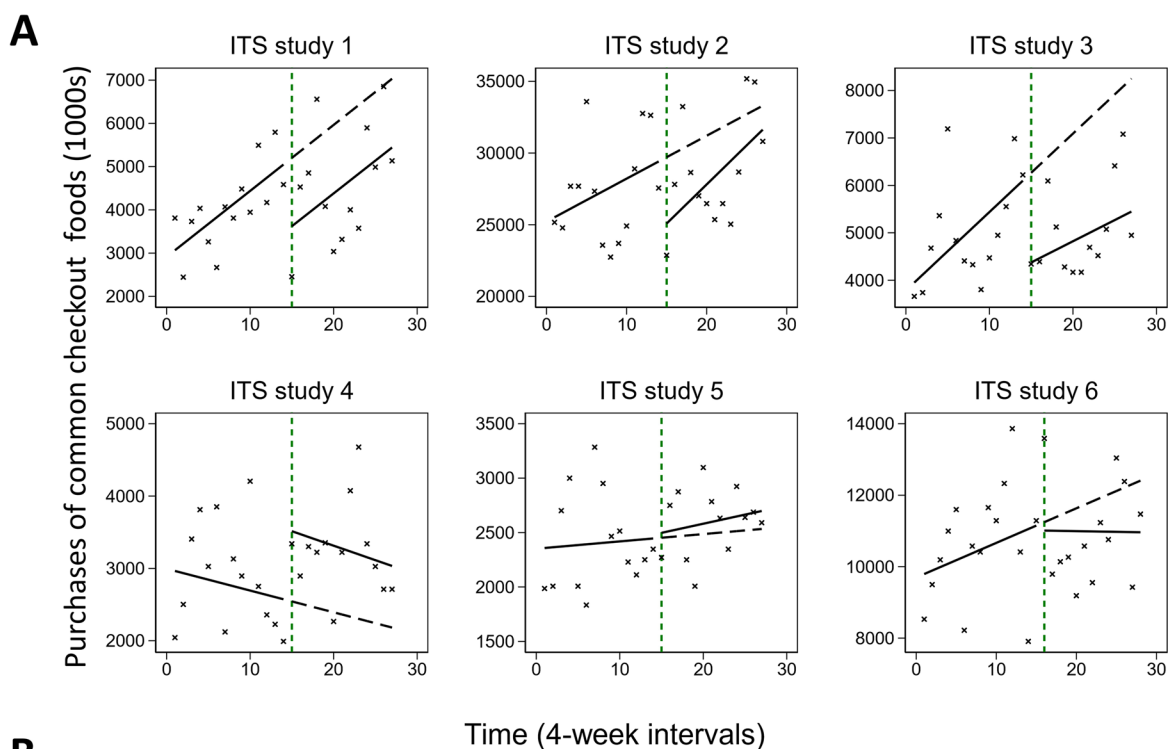 A
ITS study 1
ITS study 2
ITS study 3
Purchases of common checkout foods (1000s)
7000
6000
5000
4000
3000
2000
0 10 20 30
35000
30000
25000
20000
0 10 20 30
8000
7000
6000
5000
4000
0 10 20 30
ITS study 4
ITS study 5
ITS study 6
5000
4000
3000
2000
0 10 20 30
3500
3000
2500
2000
1500
0 10 20 30
14000
12000
10000
8000
0 10 20 30
Time (4-week intervals)